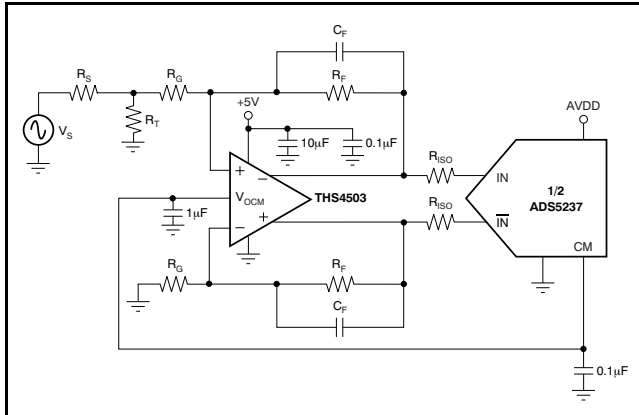 C_F
R_S
R_G
R_F
+5V
AVDD
V_S
R_T
10µF
0.1µF
R_ISO
IN
+
−
1/2
ADS5237
V_OCM
THS4503
R_ISO
1µF
+
IN
−
CM
R_G
R_F
C_F
0.1µF